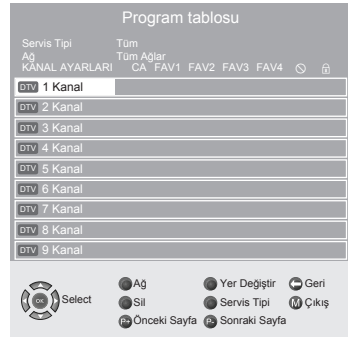 Program tablosu
Servis Tipi Tüm
Ağ Tüm Ağlar
KANAL AYARLARI CA FAV1 FAV2 FAV3 FAV4
DTV 1 Kanal
DTV 2 Kanal
DTV 3 Kanal
DTV 4 Kanal
DTV 5 Kanal
DTV 6 Kanal
DTV 7 Kanal
DTV 8 Kanal
DTV 9 Kanal
Ağ Yer Değiştir Geri
OK Select Sil Servis Tipi M Çıkış
P+ Önceki Sayfa P- Sonraki Sayfa